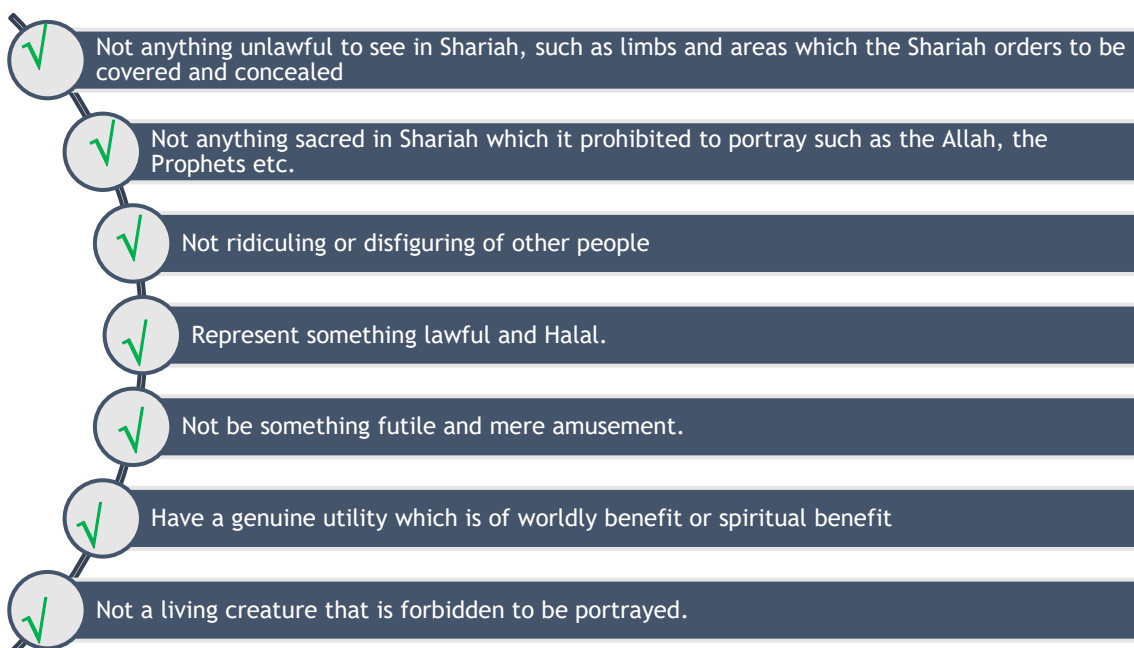 Not anything unlawful to see in Shariah, such as limbs and areas which the Shariah orders to be
covered and concealed
Not anything sacred in Shariah which it prohibited to portray such as the Allah, the
Prophets etc.
Not ridiculing or disfiguring of other people
Represent something lawful and Halal.
Not be something futile and mere amusement.
Have a genuine utility which is of worldly benefit or spiritual benefit
Not a living creature that is forbidden to be portrayed.